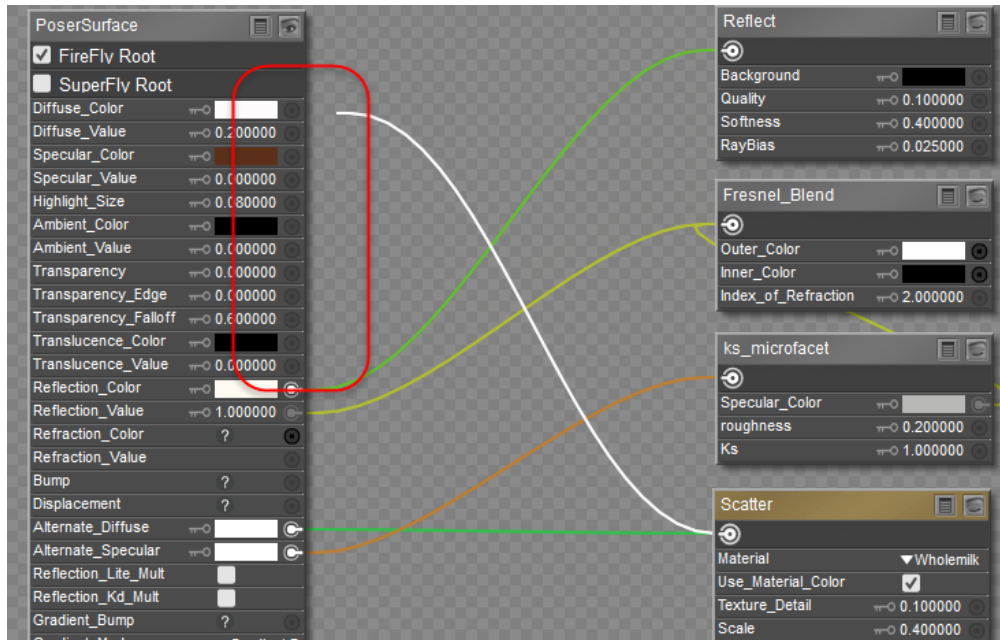 PoserSurface
FireFly Root
SuperFly Root
Diffuse_Color
Diffuse_Value 0.200000
Specular_Color
Specular_Value 0.000000
Highlight_Size 0.080000
Ambient_Color
Ambient_Value 0.000000
Transparency 0.000000
Transparency_Edge 0.000000
Transparency_Falloff 0.600000
Translucence_Color
Translucence_Value 0.000000
Reflection_Color
Reflection_Value 1.000000
Refraction_Color ?
Refraction_Value
Bump ?
Displacement ?
Alternate_Diffuse
Alternate_Specular
Reflection_Lite_Mult
Reflection_Kd_Mult
Gradient_Bump ?
Reflect
Background
Quality 0.100000
Softness 0.400000
RayBias 0.025000
Fresnel_Blend
Outer_Color
Inner_Color
Index_of_Refraction 2.000000
ks_microfacet
Specular_Color
roughness 0.200000
Ks 1.000000
Scatter
Material Wholemilk
Use_Material_Color
Texture_Detail 0.100000
Scale 0.400000